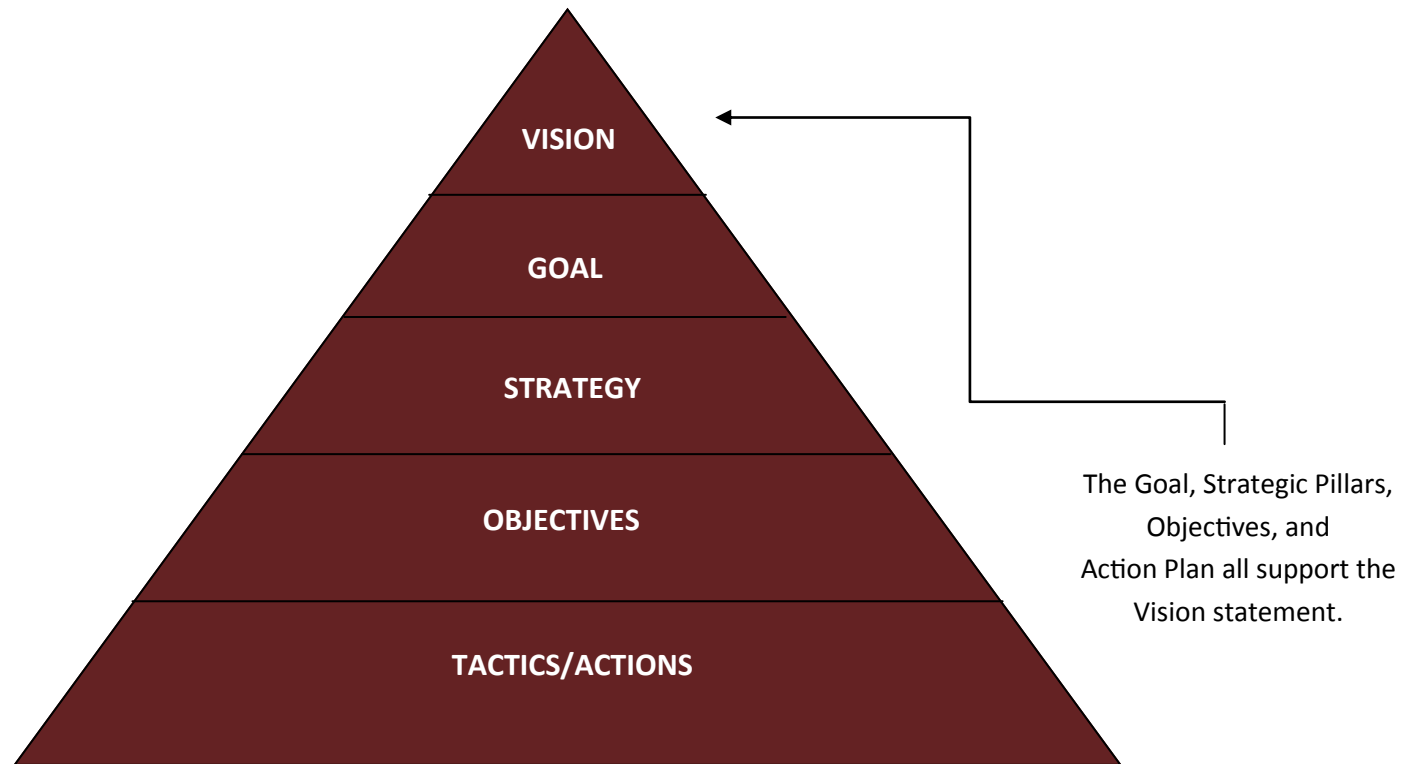 VISION
GOAL
STRATEGY
OBJECTIVES
TACTICS/ACTIONS
The Goal, Strategic Pillars,
Objectives, and
Action Plan all support the
Vision statement.